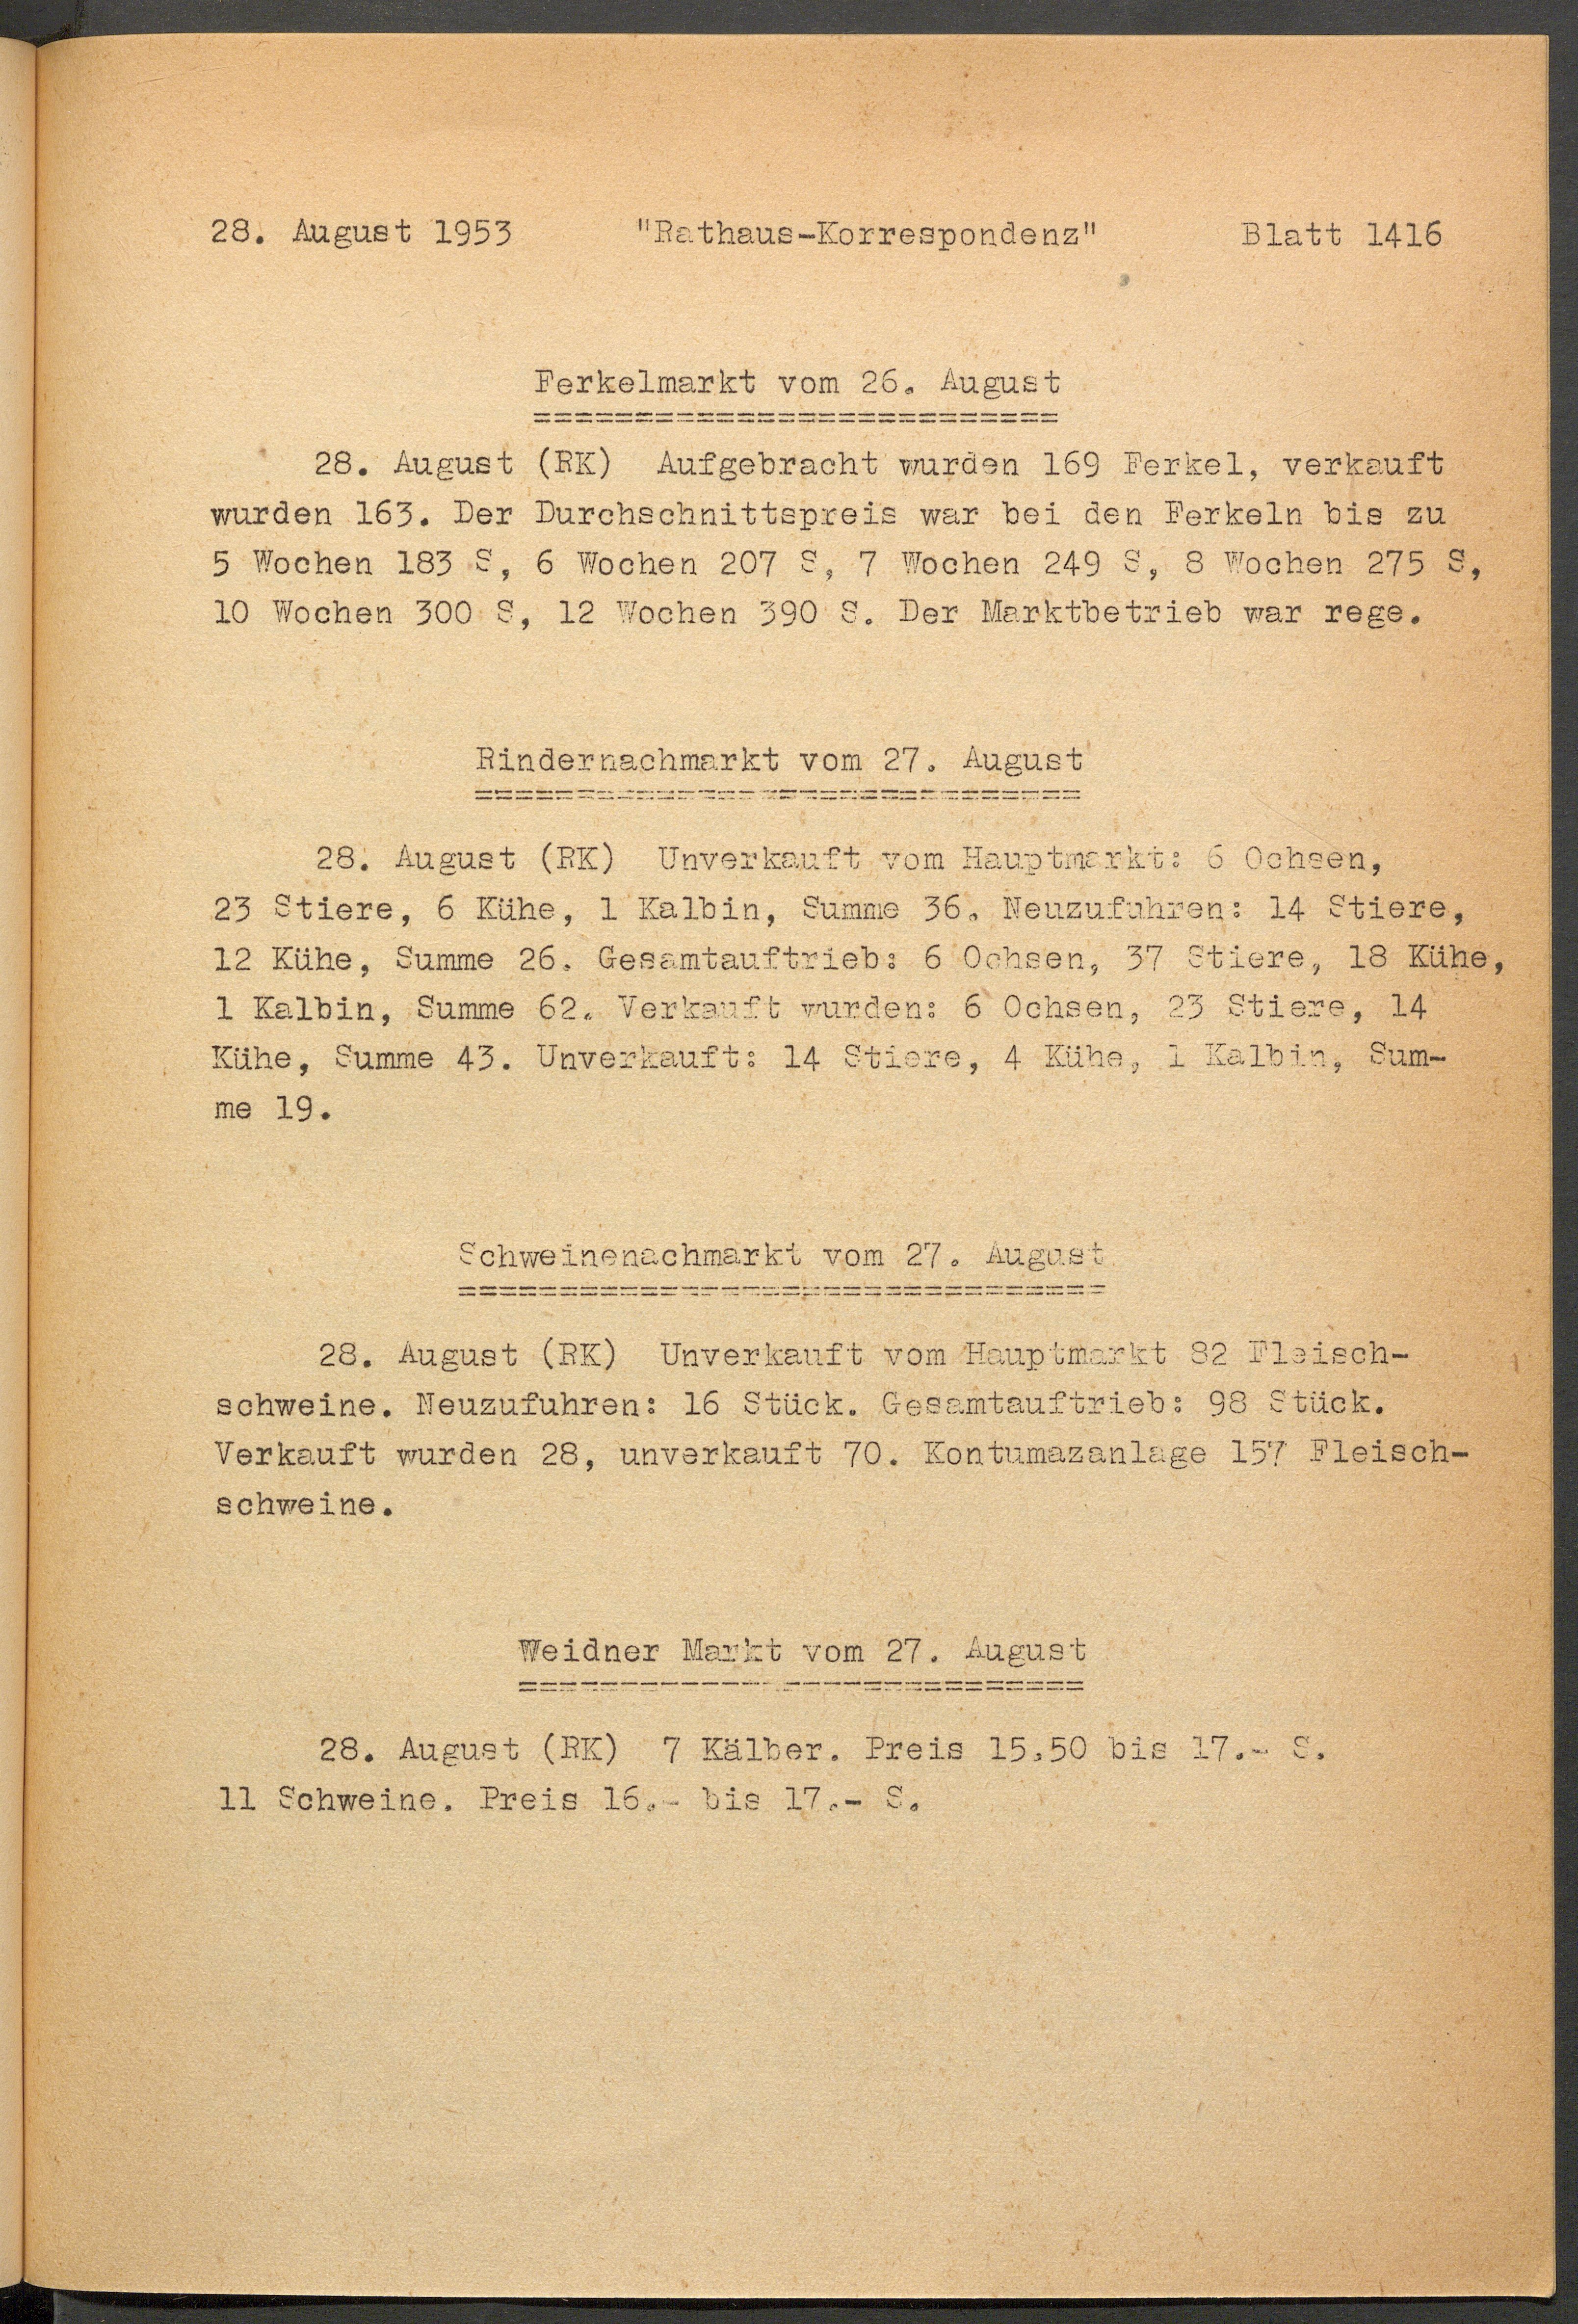 28. August 1953 "Rathaus-Korrespondenz" Blatt 1416
Ferkelmarkt vom 26. August
==========================
28. August (RK) Aufgebracht wurden 169 Ferkel, verkauft
wurden 163. Der Durchschnittspreis war bei den Ferkeln bis zu
5 Wochen 183 S, 6 Wochen 207 S, 7 Wochen 249 S, 8 Wochen 275 S,
10 Wochen 300 S, 12 Wochen 390 S. Der Marktbetrieb war rege.
Rindernachmarkt vom 27. August
==============================
28. August (RK) Unverkauft vom Hauptmarkt: 6 Ochsen,
23 Stiere, 6 Kühe, 1 Kalbin, Summe 36. Neuzufuhren: 14 Stiere,
12 Kühe, Summe 26. Gesamtauftrieb: 6 Ochsen, 37 Stiere, 18 Kühe,
1 Kalbin, Summe 62. Verkauft wurden: 6 Ochsen, 23 Stiere, 14
Kühe, Summe 43. Unverkauft: 14 Stiere, 4 Kühe, 1 Kalbin, Sum-
me 19.
Schweinenachmarkt vom 27. August
================================
28. August (RK) Unverkauft vom Hauptmarkt 82 Fleisch-
schweine. Neuzufuhren: 16 Stück. Gesamtauftrieb: 98 Stück.
Verkauft wurden 28, unverkauft 70. Kontumazanlage 157 Fleisch-
schweine.
Weidner Markt vom 27. August
============================
28. August (RK) 7 Kälber. Preis 15.50 bis 17.- S.
11 Schweine. Preis 16.- bis 17.- S.